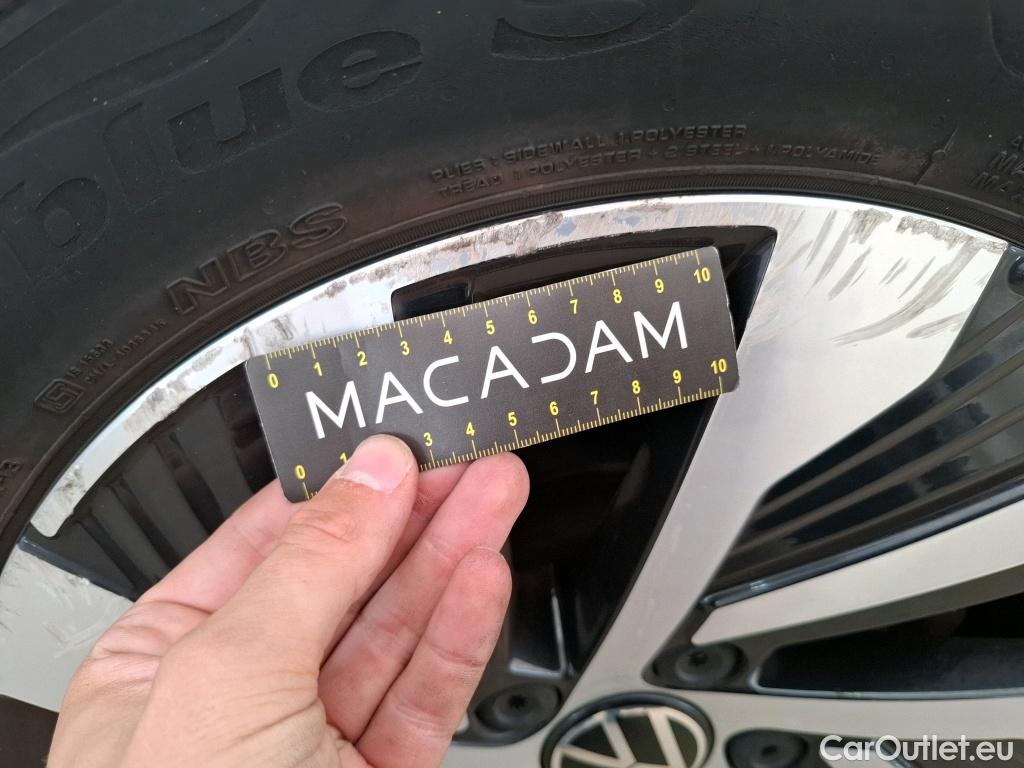 blue
NBS
PLIES : SIDEWALL 1 POLYESTER
TREAD 1 POLYESTER + 2 STEEL + 1 POLYAMIDE
0 1 2 3 4 5 6 7 8 9 10
MACADAM
0 1 3 4 5 6 7 8 9 10
CarOutlet.eu